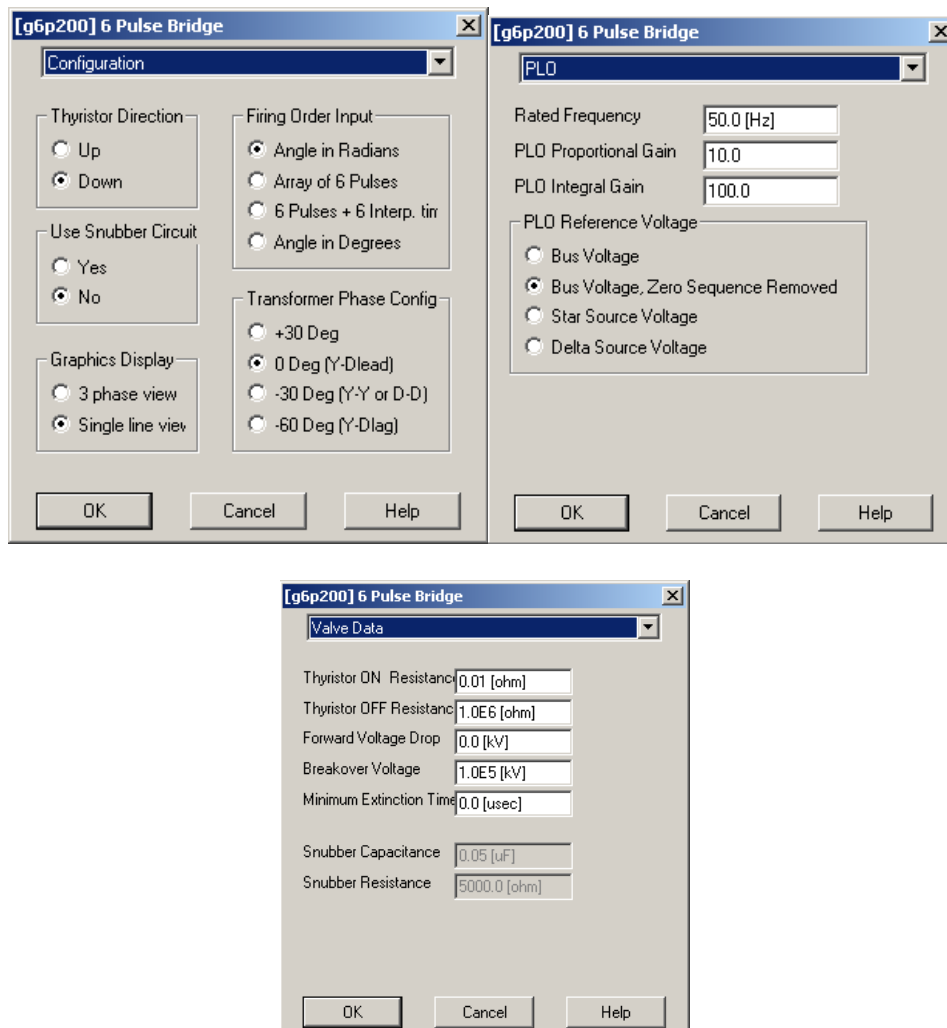 [g6p200] 6 Pulse Bridge
Configuration
Thyristor Direction
Up
Down
Use Snubber Circuit
Yes
No
Graphics Display
3 phase view
Single line view
Firing Order Input
Angle in Radians
Array of 6 Pulses
6 Pulses + 6 Interp. tim
Angle in Degrees
Transformer Phase Config
+30 Deg
0 Deg (Y-Dlead)
-30 Deg (Y-Y or D-D)
-60 Deg (Y-Dlag)
OK Cancel Help
[g6p200] 6 Pulse Bridge
PLO
Rated Frequency 50.0 [Hz]
PLO Proportional Gain 10.0
PLO Integral Gain 100.0
PLO Reference Voltage
Bus Voltage
Bus Voltage, Zero Sequence Removed
Star Source Voltage
Delta Source Voltage
OK Cancel Help
[g6p200] 6 Pulse Bridge
Valve Data
Thyristor ON Resistance 0.01 [ohm]
Thyristor OFF Resistanc 1.0E6 [ohm]
Forward Voltage Drop 0.0 [kV]
Breakover Voltage 1.0E5 [kV]
Minimum Extinction Time 0.0 [usec]
Snubber Capacitance 0.05 [uF]
Snubber Resistance 5000.0 [ohm]
OK Cancel Help